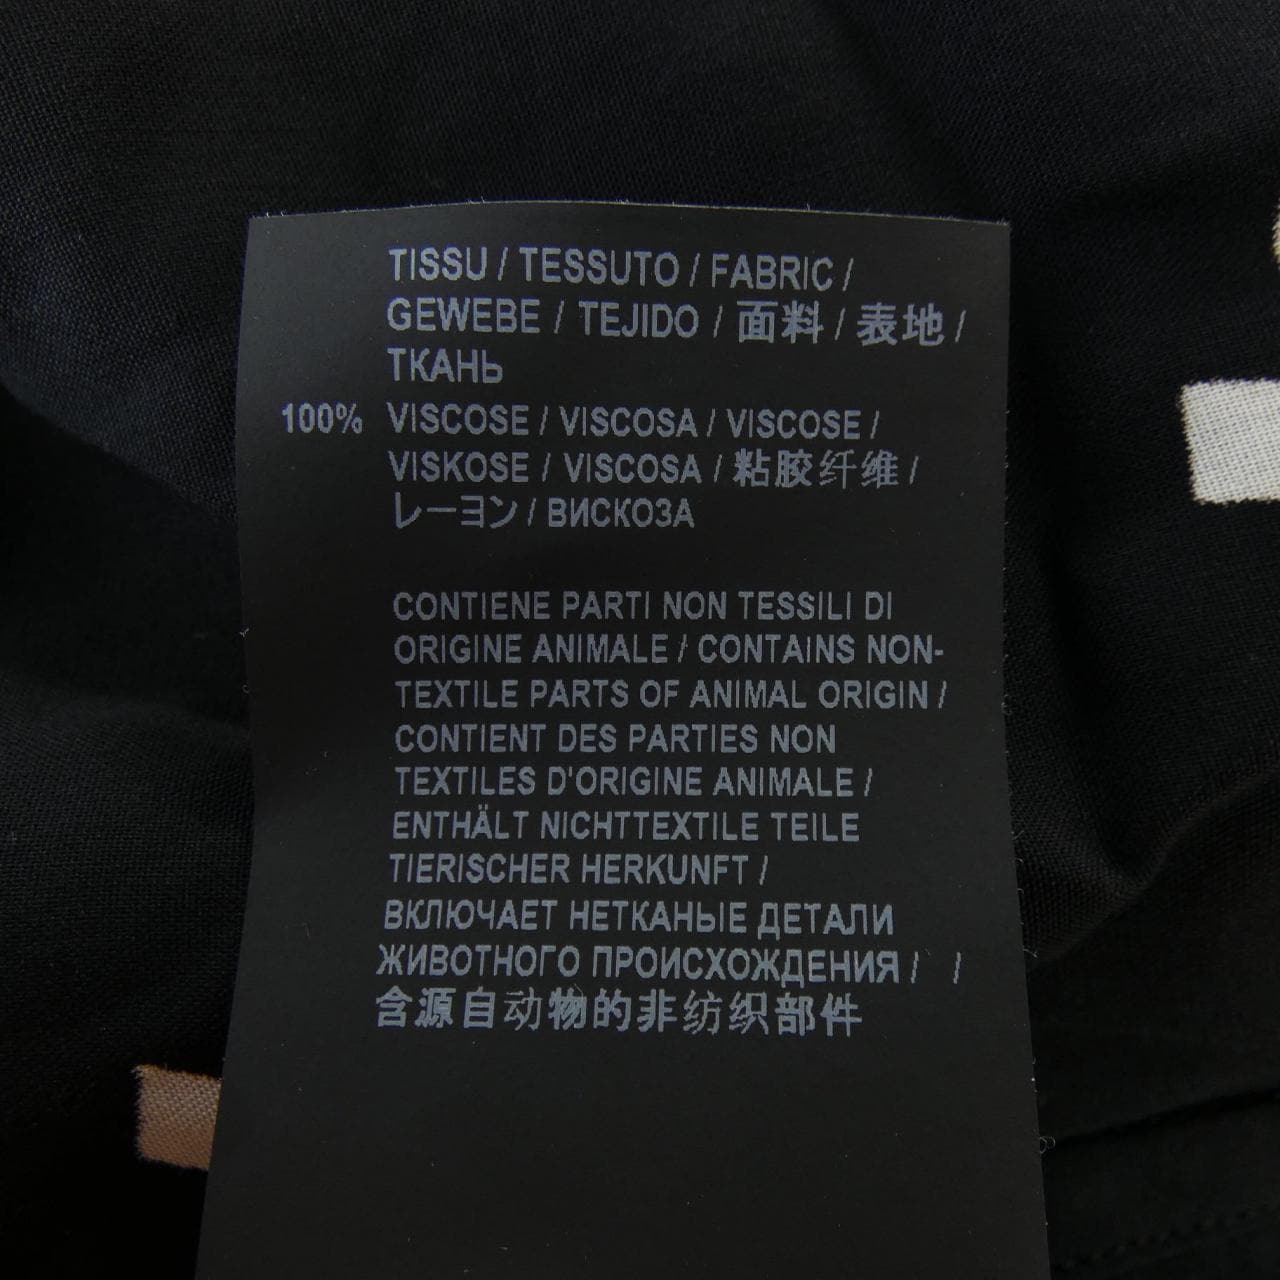 TISSU / TESSUTO / FABRIC /
GEWEBE / TEJIDO / 面料 / 表地 /
ТКАНЬ
100% VISCOSE / VISCOSA / VISCOSE /
VISKOSE / VISCOSA / 粘胶纤维 /
レーヨン / ВИСКОЗА
CONTIENE PARTI NON TESSILI DI
ORIGINE ANIMALE / CONTAINS NON-
TEXTILE PARTS OF ANIMAL ORIGIN /
CONTIENT DES PARTIES NON
TEXTILES D'ORIGINE ANIMALE /
ENTHÄLT NICHTTEXTILE TEILE
TIERISCHER HERKUNFT /
ВКЛЮЧАЕТ НЕТКАНЫЕ ДЕТАЛИ
ЖИВОТНОГО ПРОИСХОЖДЕНИЯ / /
含源自动物的非纺织部件